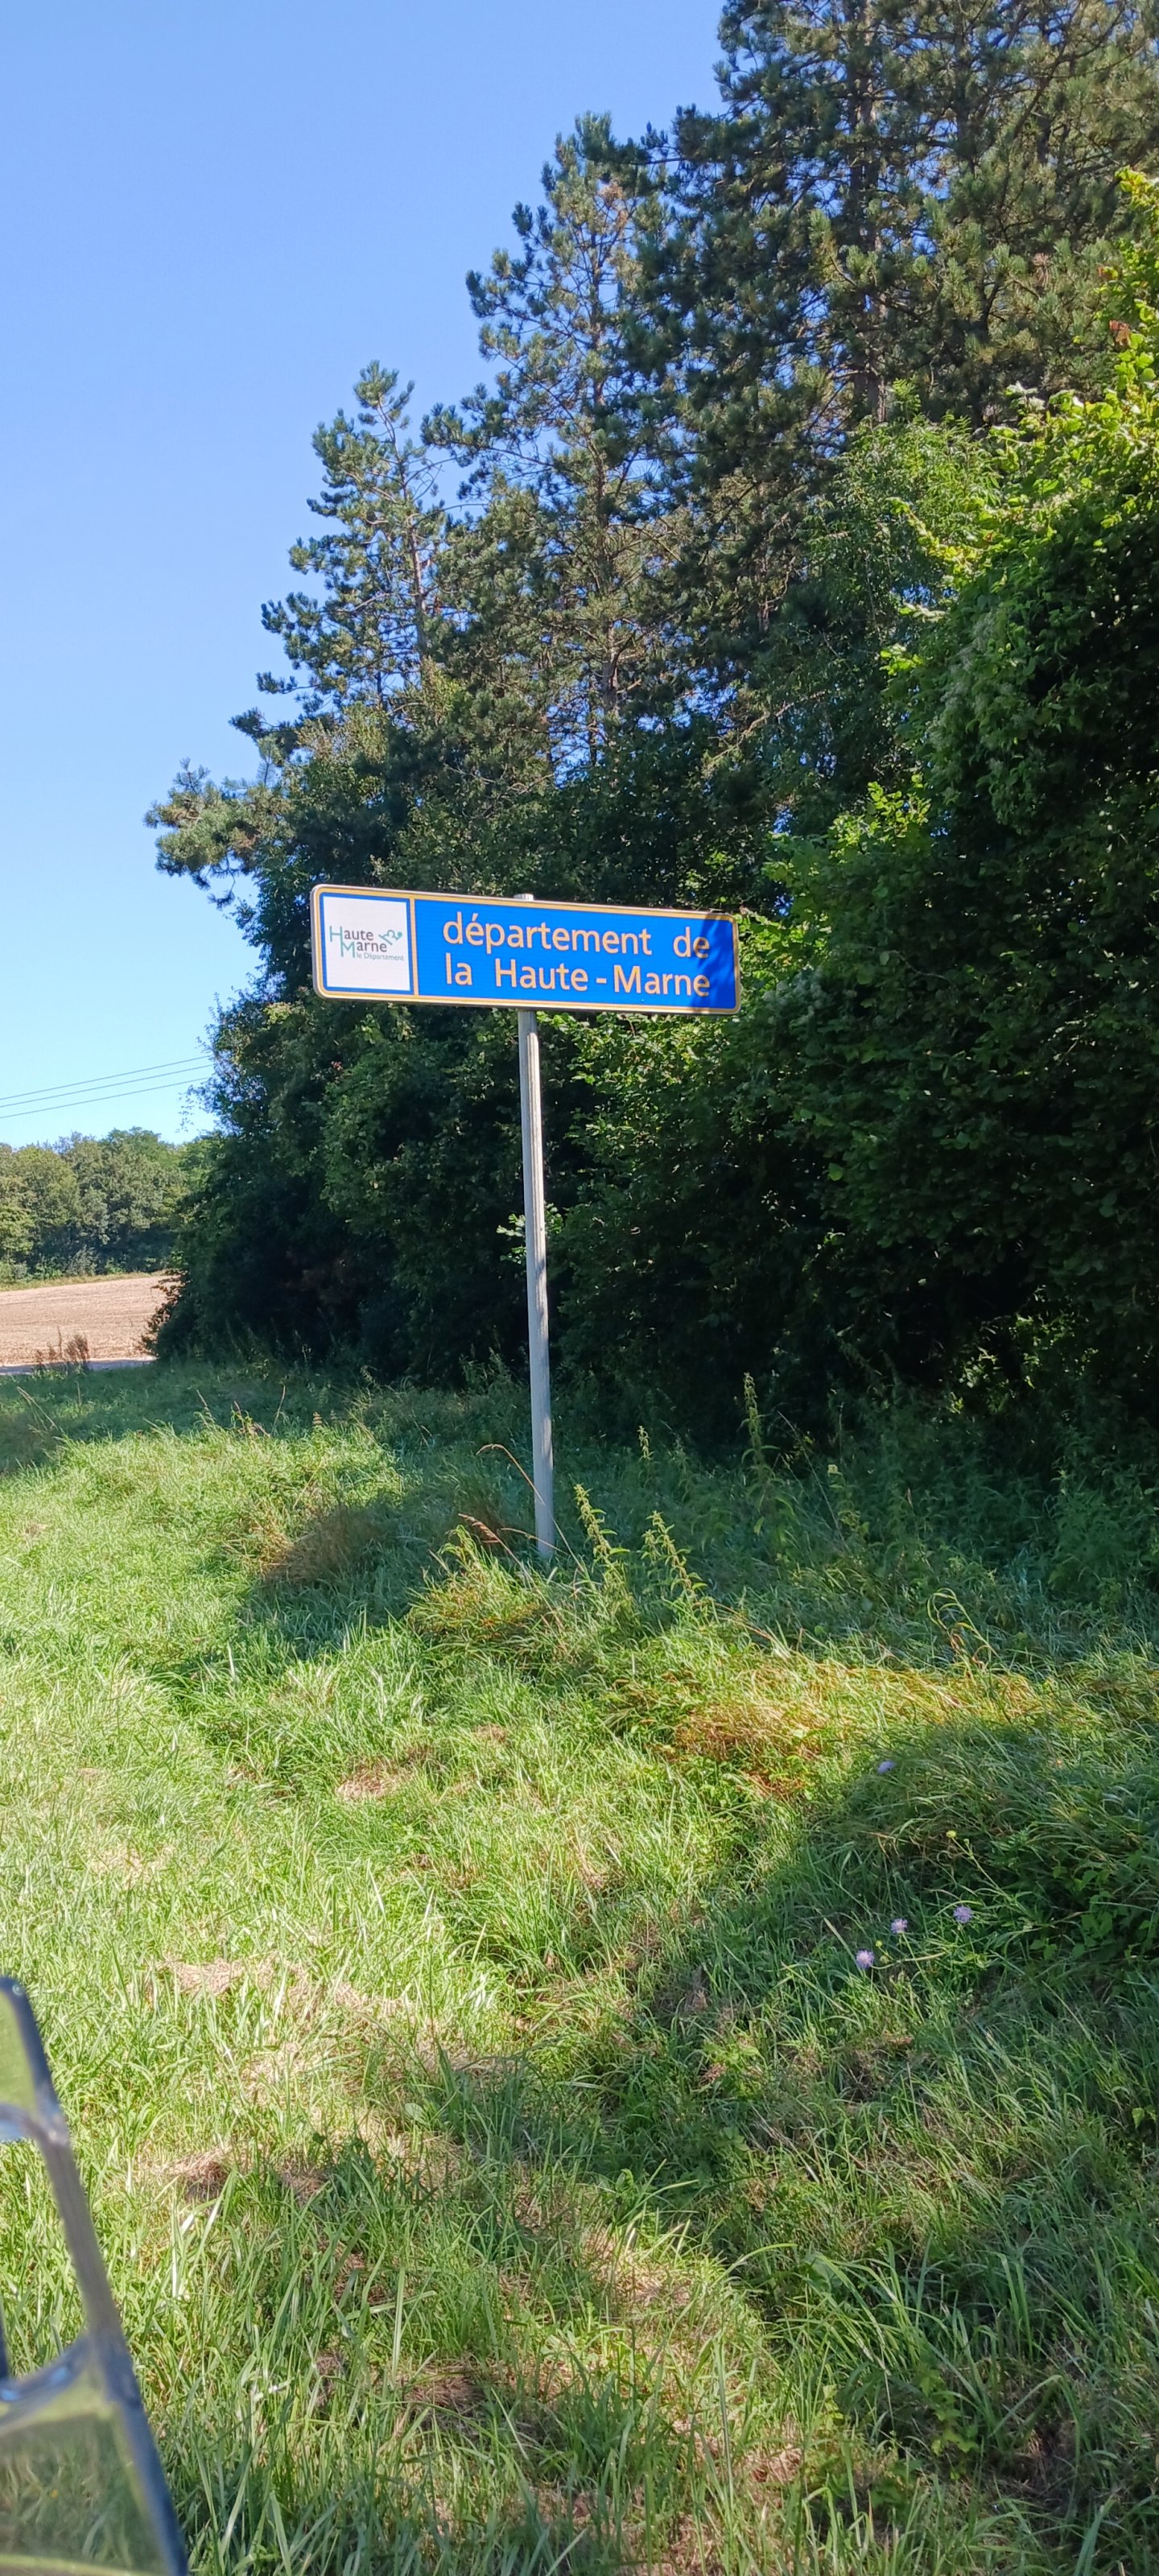 Haute
Marne
le Département
département de
la Haute-Marne